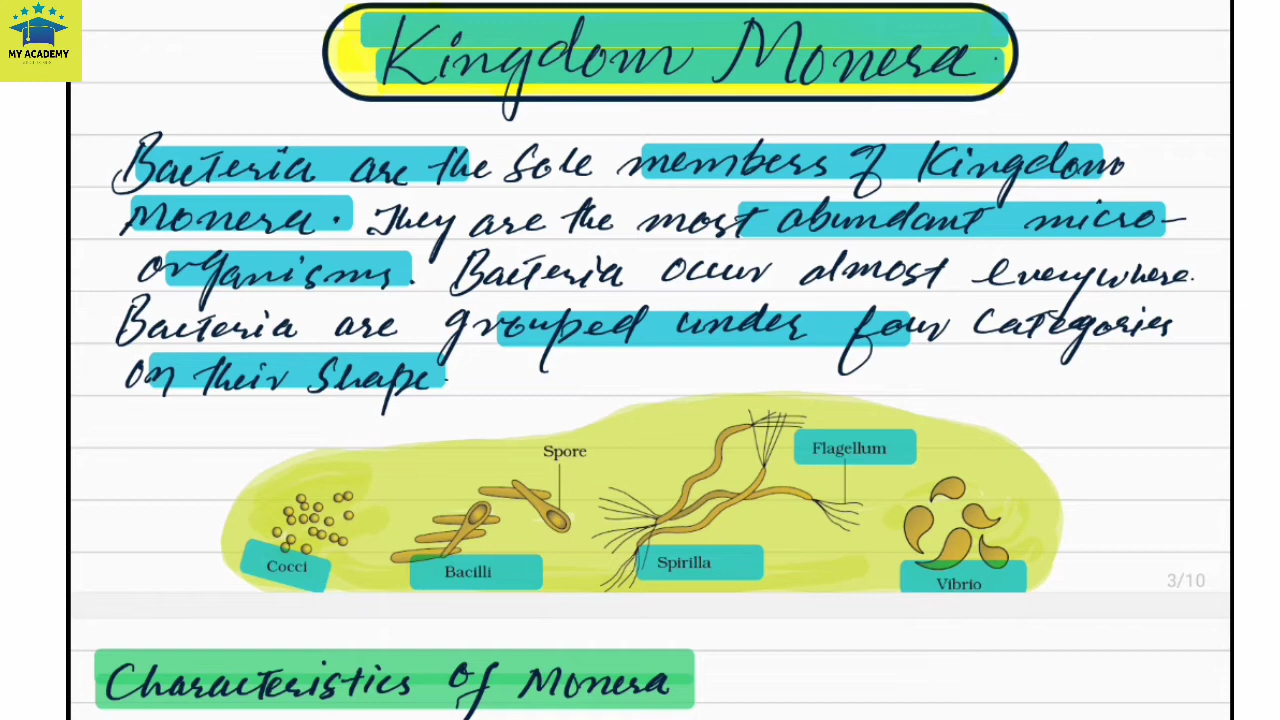 MY ACADEMY
Kingdom Monera
Bacteria are the sole members of Kingdom
Monera. They are the most abundant micro-
organisms. Bacteria occur almost everywhere.
Bacteria are grouped under four categories
on their shape.
Spore
Flagellum
Cocci
Bacilli
Spirilla
Vibrio
3/10
Characteristics of Monera